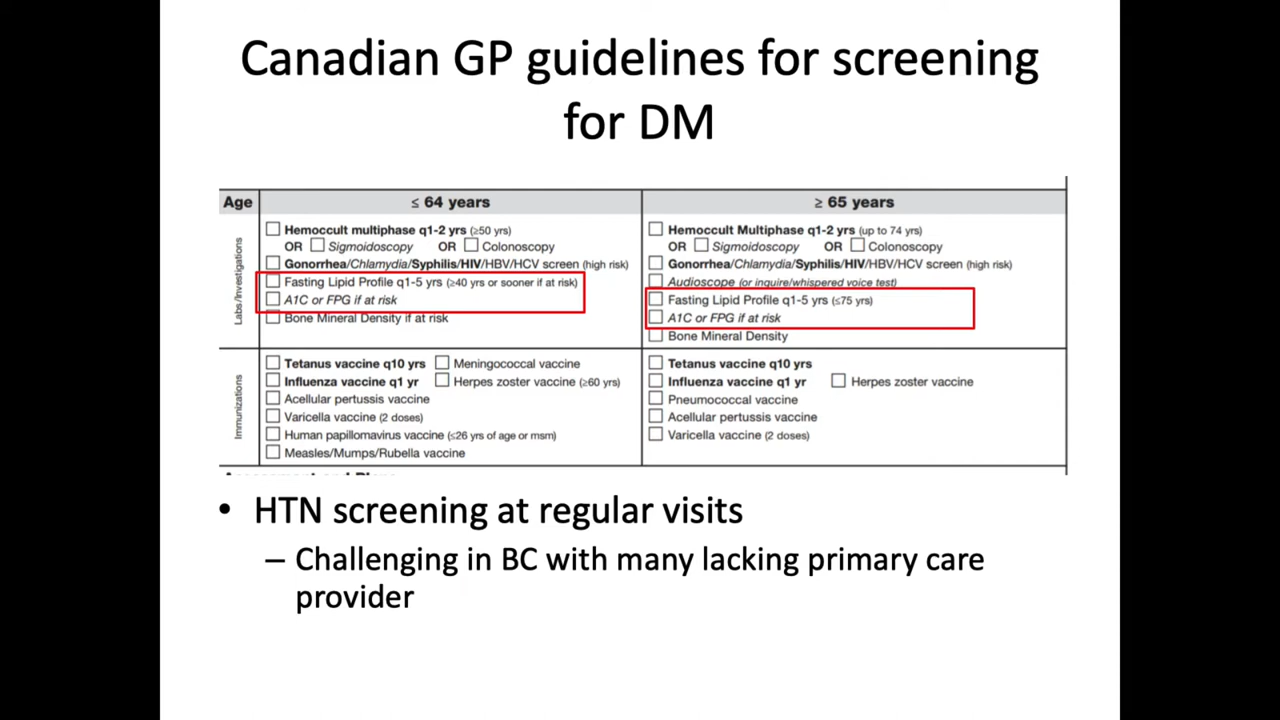 Canadian GP guidelines for screening
for DM
Age
≤ 64 years
≥ 65 years
Labs/Investigations
Hemoccult multiphase q1-2 yrs (≥50 yrs)
OR Sigmoidoscopy OR Colonoscopy
Gonorrhea/Chlamydia/Syphilis/HIV/HBV/HCV screen (high risk)
Fasting Lipid Profile q1-5 yrs (≥40 yrs or sooner if at risk)
A1C or FPG if at risk
Bone Mineral Density if at risk
Hemoccult Multiphase q1-2 yrs (up to 74 yrs)
OR Sigmoidoscopy OR Colonoscopy
Gonorrhea/Chlamydia/Syphilis/HIV/HBV/HCV screen (high risk)
Audioscope (or inquire/whispered voice test)
Fasting Lipid Profile q1-5 yrs (≤75 yrs)
A1C or FPG if at risk
Bone Mineral Density
Immunizations
Tetanus vaccine q10 yrs Meningococcal vaccine
Influenza vaccine q1 yr Herpes zoster vaccine (≥60 yrs)
Acellular pertussis vaccine
Varicella vaccine (2 doses)
Human papillomavirus vaccine (≤26 yrs of age or msm)
Measles/Mumps/Rubella vaccine
Tetanus vaccine q10 yrs
Influenza vaccine q1 yr Herpes zoster vaccine
Pneumococcal vaccine
Acellular pertussis vaccine
Varicella vaccine (2 doses)
• HTN screening at regular visits
– Challenging in BC with many lacking primary care
provider